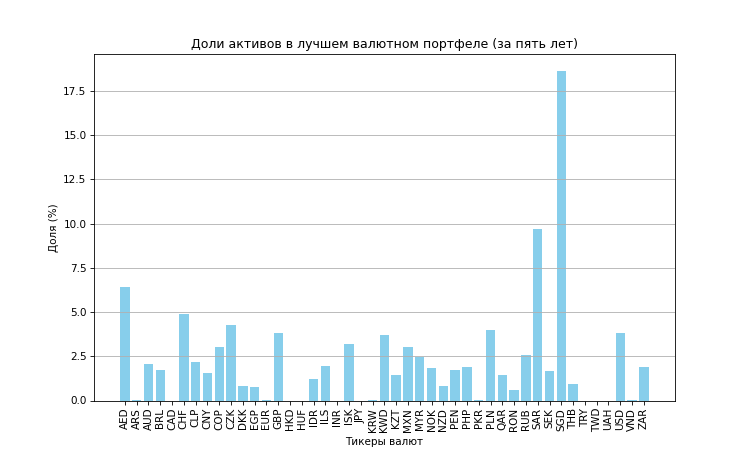 Доли активов в лучшем валютном портфеле (за пять лет)
Доля (%)
17.5
15.0
12.5
10.0
7.5
5.0
2.5
0.0
AED ARS AUD BRL CAD CHF CLP CNY COP CZK DKK EGP EUR GBP HKD HUF IDR ILS INR ISK JPY KRW KWD KZT MXN MYR NOK NZD PEN PHP PKR PLN QAR RON RUB SAR SEK SGD THB TRY TWD UAH USD VND ZAR
Тикеры валют